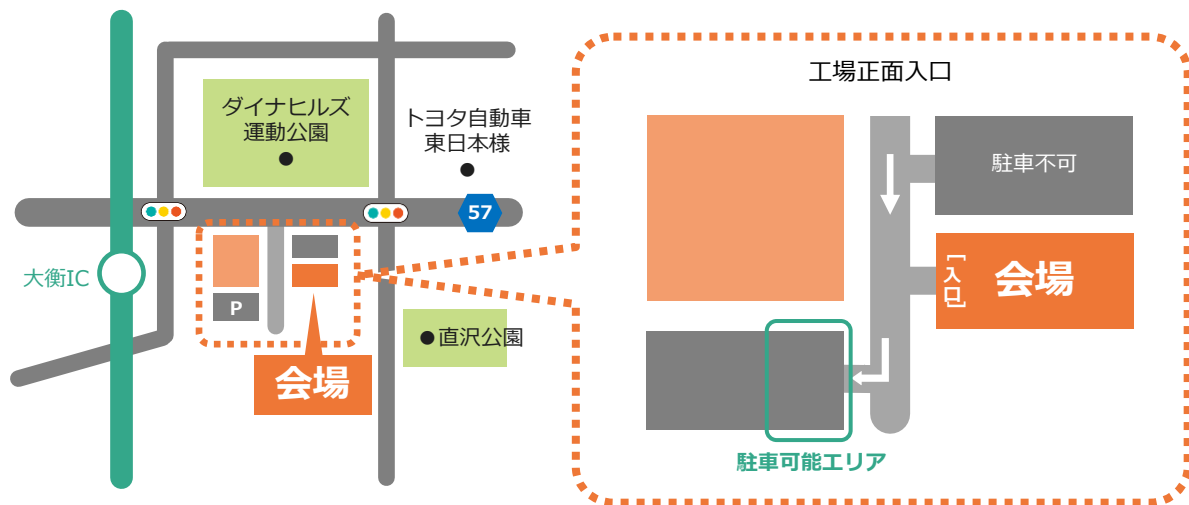 ダイナヒルズ
運動公園
トヨタ自動車
東日本様
57
大衡IC
P
直沢公園
会場
工場正面入口
駐車不可
[入口]
会場
駐車可能エリア